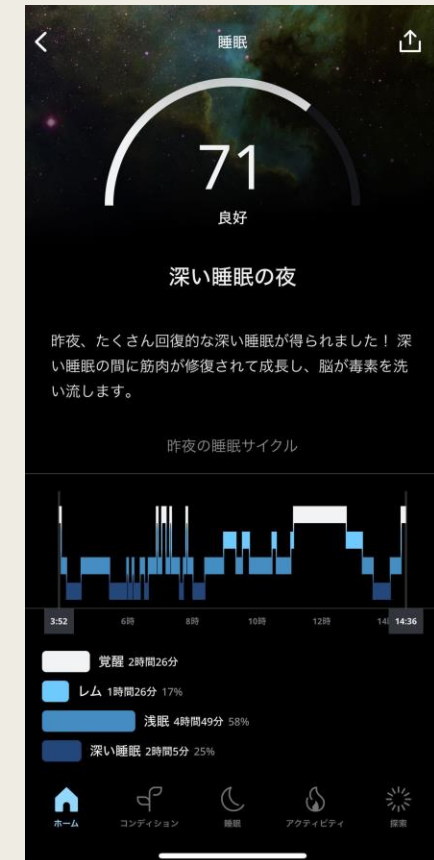 睡眠
71
良好
深い睡眠の夜
昨夜、たくさん回復的な深い睡眠が得られました！ 深
い睡眠の間に筋肉が修復されて成長し、脳が毒素を洗
い流します。
昨夜の睡眠サイクル
3:52 6時 8時 10時 12時 14 14:36
覚醒 2時間26分
レム 1時間26分 17%
浅眠 4時間49分 58%
深い睡眠 2時間5分 25%
ホーム コンディション 睡眠 アクティビティ 探索